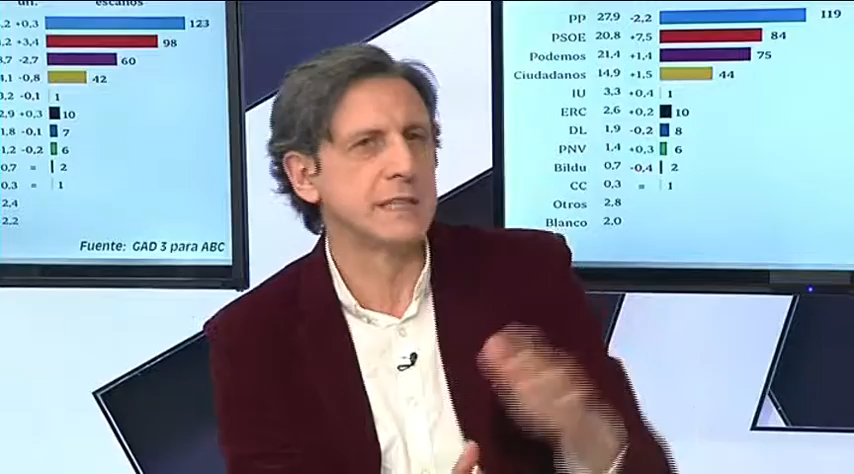 un. escaños
,2 +0,3 123
,2 +3,4 98
,7 -2,7 60
,1 -0,8 42
,2 -0,1 1
,9 +0,3 10
,8 -0,1 7
,2 -0,2 6
0,7 = 2
0,3 = 1
2,4
2,2
Fuente: GAD 3 para ABC
PP 27,9 -2,2 119
PSOE 20,8 +7,5 84
Podemos 21,4 +1,4 75
Ciudadanos 14,9 +1,5 44
IU 3,3 +0,4 1
ERC 2,6 +0,2 10
DL 1,9 -0,2 8
PNV 1,4 +0,3 6
Bildu 0,7 -0,4 2
CC 0,3 = 1
Otros 2,8
Blanco 2,0